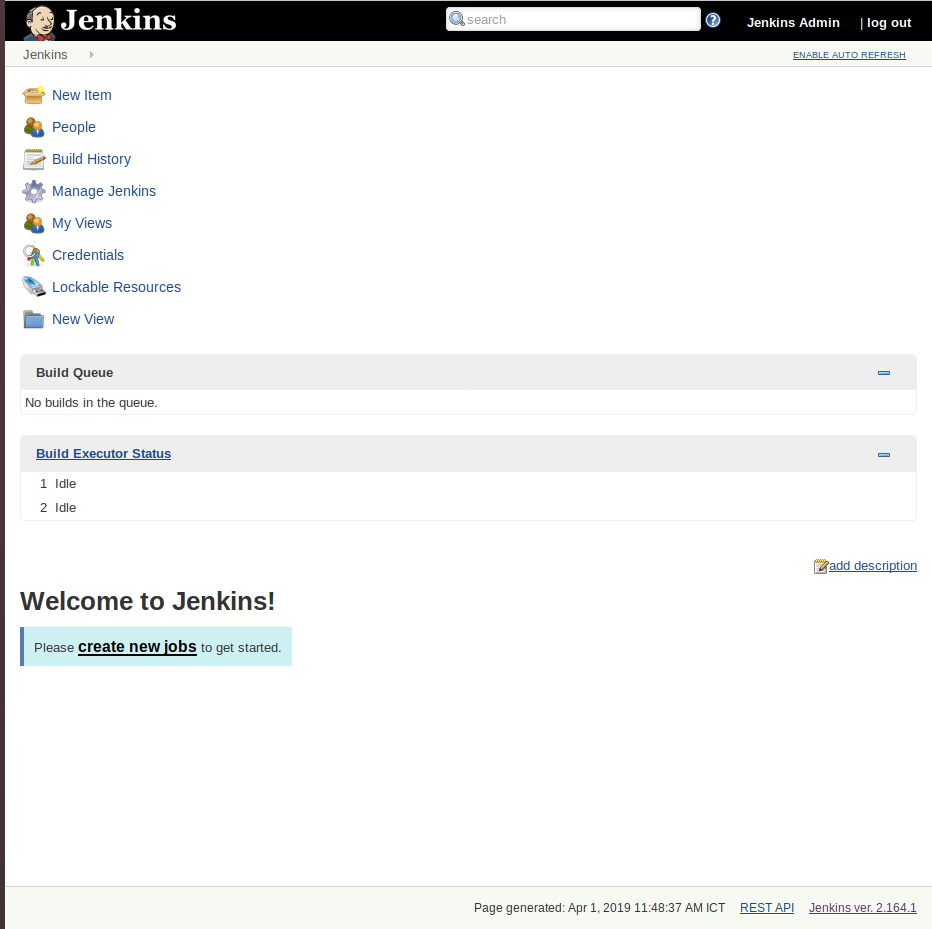 Jenkins
search
?
Jenkins Admin | log out
Jenkins
ENABLE AUTO REFRESH
New Item
People
Build History
Manage Jenkins
My Views
Credentials
Lockable Resources
New View
Build Queue
No builds in the queue.
Build Executor Status
1 Idle
2 Idle
add description
Welcome to Jenkins!
Please create new jobs to get started.
Page generated: Apr 1, 2019 11:48:37 AM ICT REST API Jenkins ver. 2.164.1